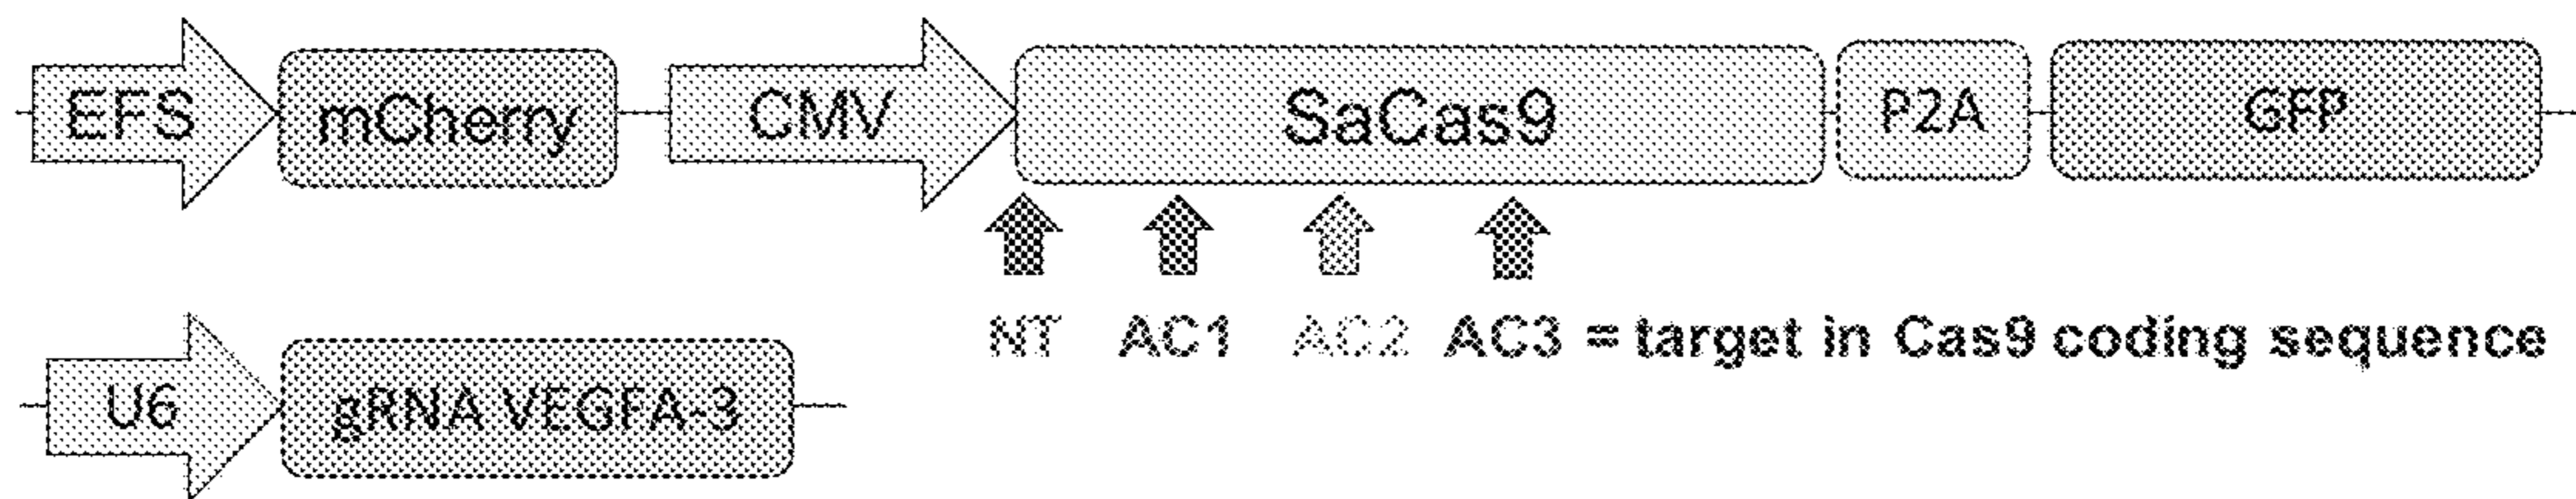 EFS mCherry CMV SaCas9 P2A GFP
NT AC1 AC2 AC3 = target in Cas9 coding sequence
U6 gRNA VEGFA-3